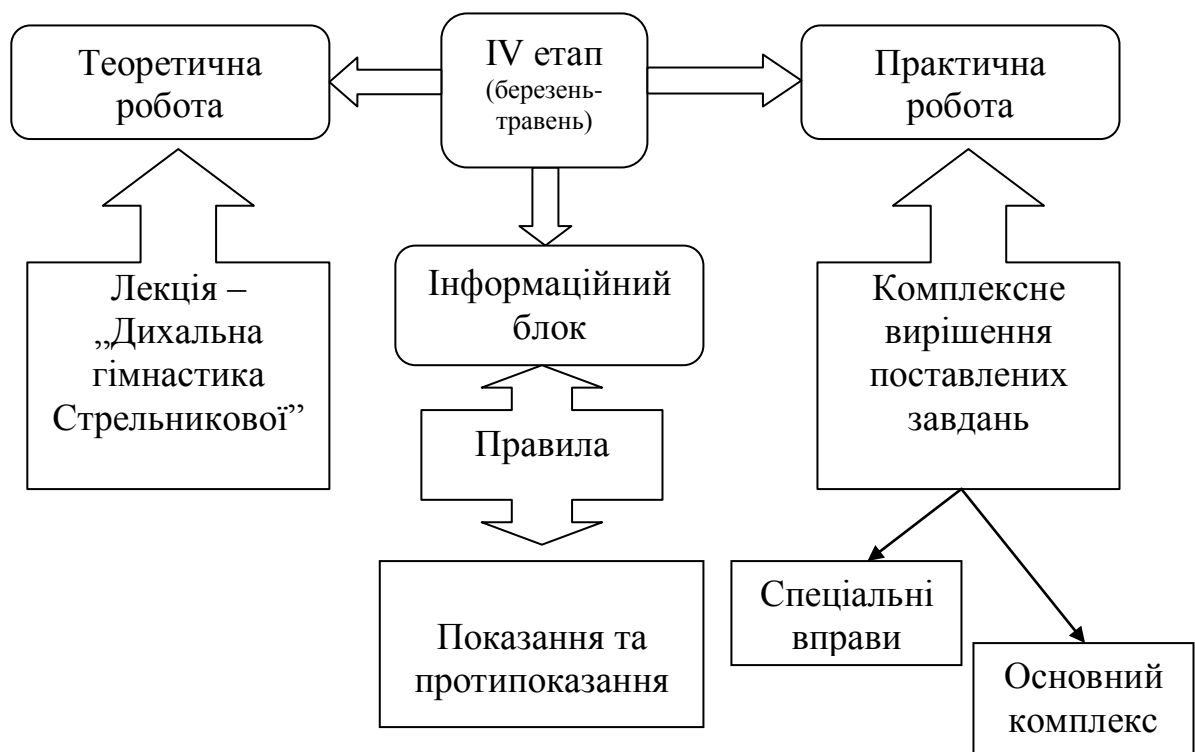 Теоретична
робота
IV етап
(березень-
травень)
Практична
робота
Лекція –
„Дихальна
гімнастика
Стрельникової”
Інформаційний
блок
Комплексне
вирішення
поставлених
завдань
Правила
Показання та
протипоказання
Спеціальні
вправи
Основний
комплекс